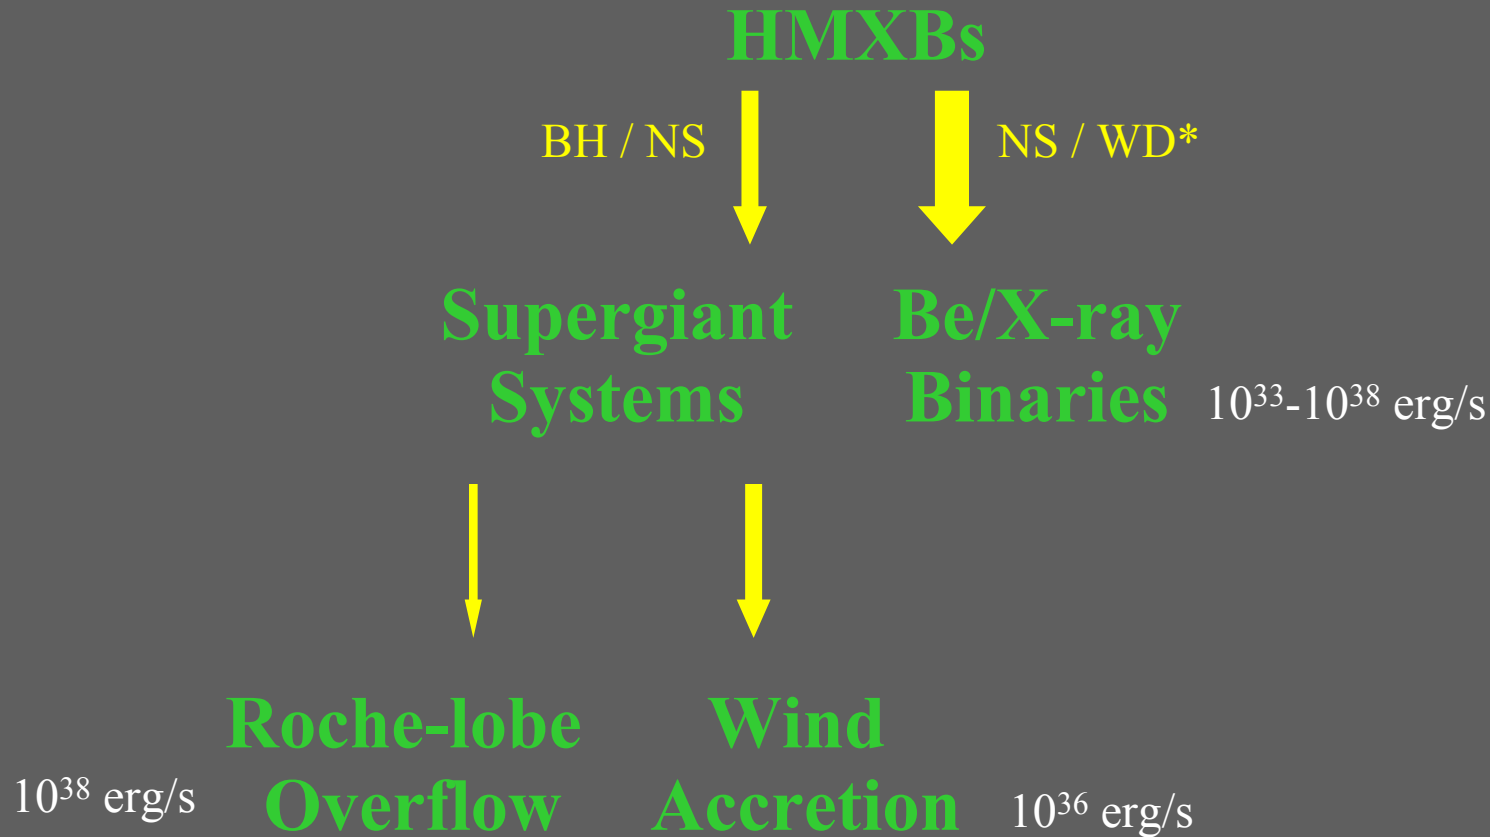 HMXBs
BH / NS
NS / WD*
Supergiant
Systems
Be/X-ray
Binaries
10³³-10³⁸ erg/s
Roche-lobe
Overflow
10³⁸ erg/s
Wind
Accretion
10³⁶ erg/s